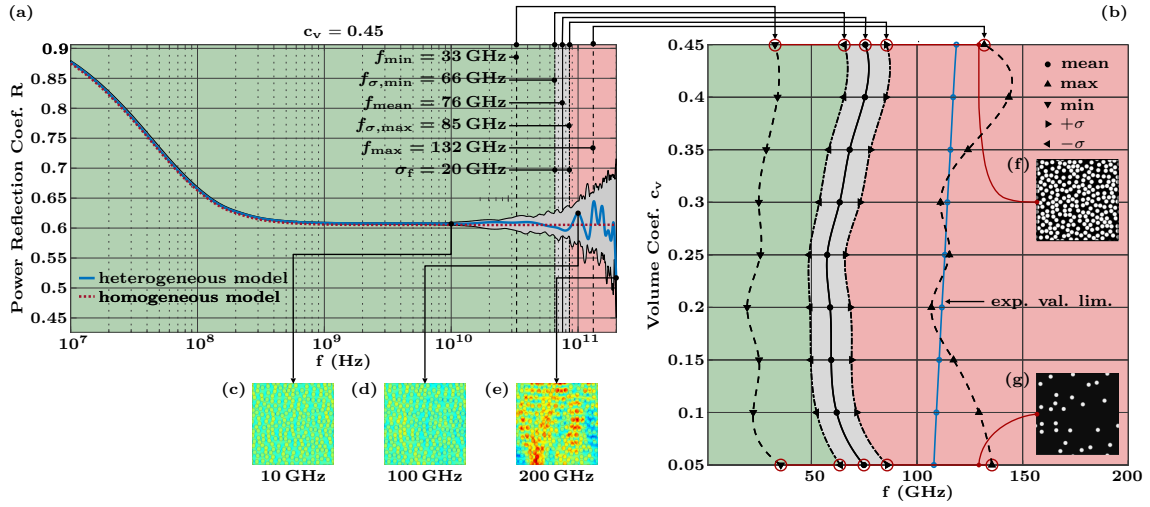 (a)
c_v = 0.45
Power Reflection Coef. R
0.9
0.85
0.8
0.75
0.7
0.65
0.6
0.55
0.5
0.45
f_min = 33 GHz
f_σ,min = 66 GHz
f_mean = 76 GHz
f_σ,max = 85 GHz
f_max = 132 GHz
σ_f = 20 GHz
heterogeneous model
homogeneous model
10^7
10^8
10^9
10^10
10^11
f (Hz)
(c)
10 GHz
(d)
100 GHz
(e)
200 GHz
(b)
Volume Coef. c_v
0.45
0.4
0.35
0.3
0.25
0.2
0.15
0.1
0.05
mean
max
min
+σ
−σ
(f)
exp. val. lim.
(g)
50
100
150
200
f (GHz)